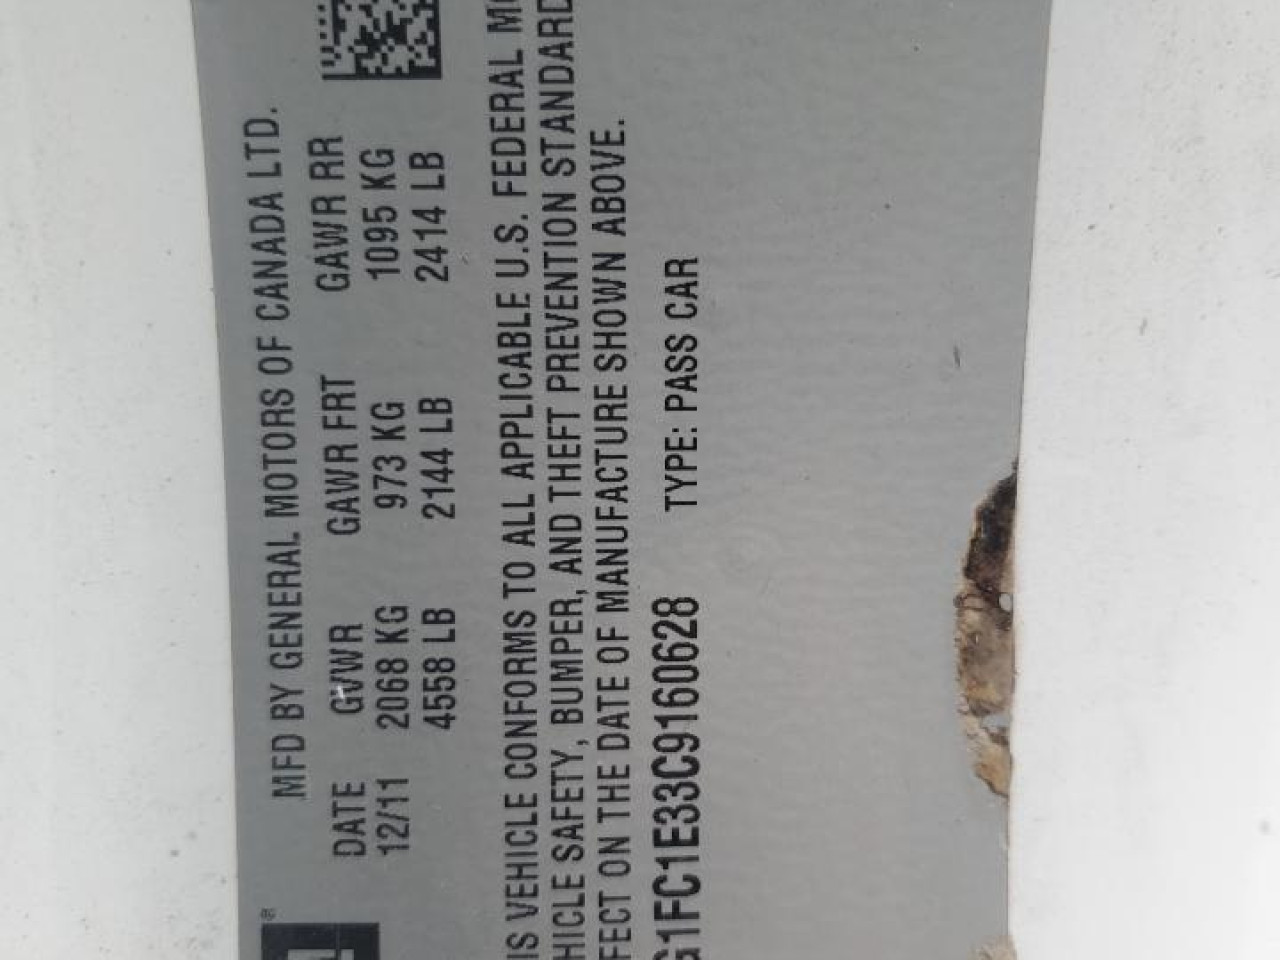 MFD BY GENERAL MOTORS OF CANADA LTD.
DATE GVWR GAWR FRT GAWR RR
12/11 2068 KG 973 KG 1095 KG
4558 LB 2144 LB 2414 LB
IS VEHICLE CONFORMS TO ALL APPLICABLE U.S. FEDERAL M
HICLE SAFETY, BUMPER, AND THEFT PREVENTION STANDARD
FECT ON THE DATE OF MANUFACTURE SHOWN ABOVE.
G1FC1E33C9160628 TYPE: PASS CAR